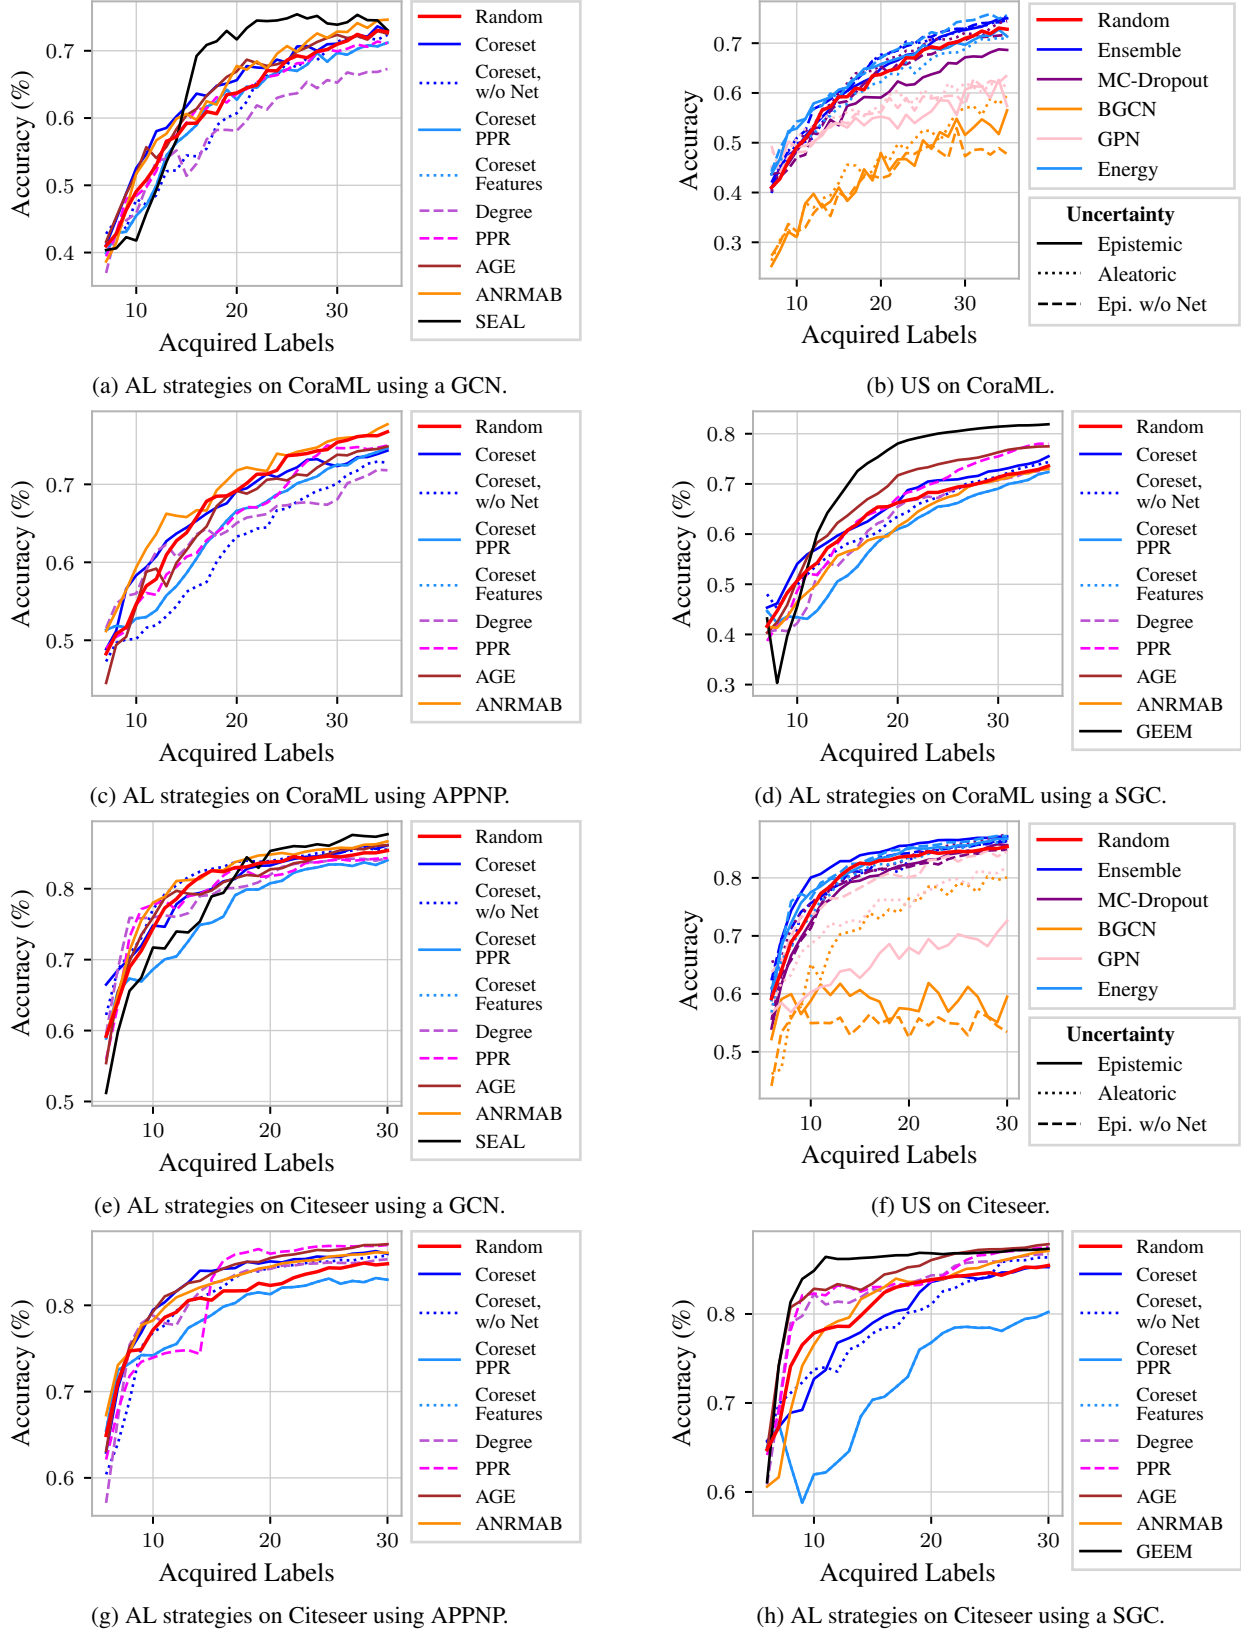 0.7
0.6
0.5
0.4
Accuracy (%)
10
20
30
Acquired Labels
Random
Coreset
Coreset,
w/o Net
Coreset
PPR
Coreset
Features
Degree
PPR
AGE
ANRMAB
SEAL
(a) AL strategies on CoraML using a GCN.
0.7
0.6
0.5
0.4
0.3
Accuracy
10
20
30
Acquired Labels
Random
Ensemble
MC-Dropout
BGCN
GPN
Energy
Uncertainty
Epistemic
Aleatoric
Epi. w/o Net
(b) US on CoraML.
0.7
0.6
0.5
Accuracy (%)
10
20
30
Acquired Labels
Random
Coreset
Coreset,
w/o Net
Coreset
PPR
Coreset
Features
Degree
PPR
AGE
ANRMAB
(c) AL strategies on CoraML using APPNP.
0.8
0.7
0.6
0.5
0.4
0.3
Accuracy (%)
10
20
30
Acquired Labels
Random
Coreset
Coreset,
w/o Net
Coreset
PPR
Coreset
Features
Degree
PPR
AGE
ANRMAB
GEEM
(d) AL strategies on CoraML using a SGC.
0.8
0.7
0.6
0.5
Accuracy (%)
10
20
30
Acquired Labels
Random
Coreset
Coreset,
w/o Net
Coreset
PPR
Coreset
Features
Degree
PPR
AGE
ANRMAB
SEAL
(e) AL strategies on Citeseer using a GCN.
0.8
0.7
0.6
0.5
Accuracy
10
20
30
Acquired Labels
Random
Ensemble
MC-Dropout
BGCN
GPN
Energy
Uncertainty
Epistemic
Aleatoric
Epi. w/o Net
(f) US on Citeseer.
0.8
0.7
0.6
Accuracy (%)
10
20
30
Acquired Labels
Random
Coreset
Coreset,
w/o Net
Coreset
PPR
Coreset
Features
Degree
PPR
AGE
ANRMAB
(g) AL strategies on Citeseer using APPNP.
0.8
0.7
0.6
Accuracy (%)
10
20
30
Acquired Labels
Random
Coreset
Coreset,
w/o Net
Coreset
PPR
Coreset
Features
Degree
PPR
AGE
ANRMAB
GEEM
(h) AL strategies on Citeseer using a SGC.